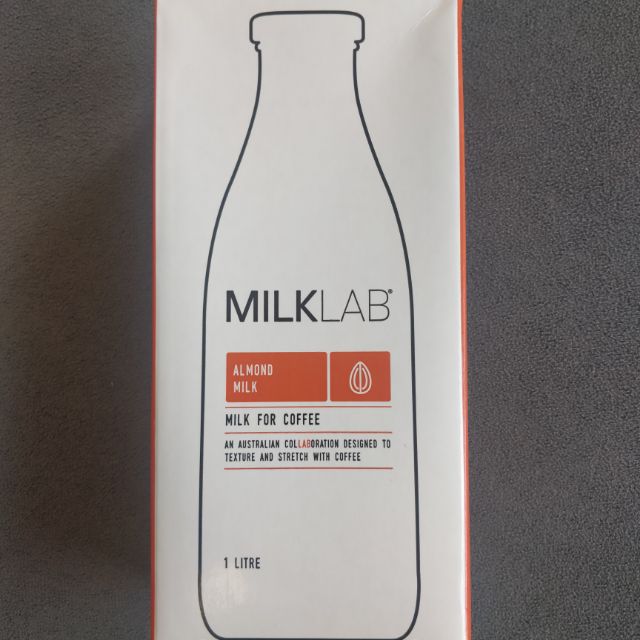 MILKLAB®
ALMOND
MILK
MILK FOR COFFEE
AN AUSTRALIAN COLLABORATION DESIGNED TO
TEXTURE AND STRETCH WITH COFFEE
1 LITRE